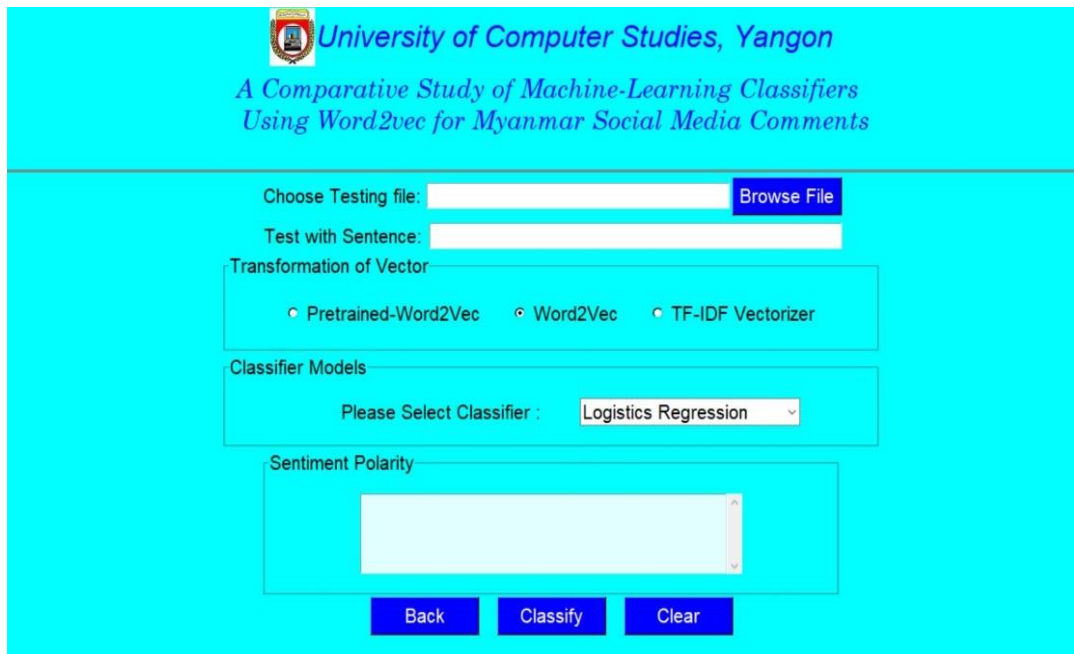 University of Computer Studies, Yangon
A Comparative Study of Machine-Learning Classifiers
Using Word2vec for Myanmar Social Media Comments
Choose Testing file:
Browse File
Test with Sentence:
Transformation of Vector
Pretrained-Word2Vec Word2Vec TF-IDF Vectorizer
Classifier Models
Please Select Classifier : Logistics Regression
Sentiment Polarity
Back Classify Clear